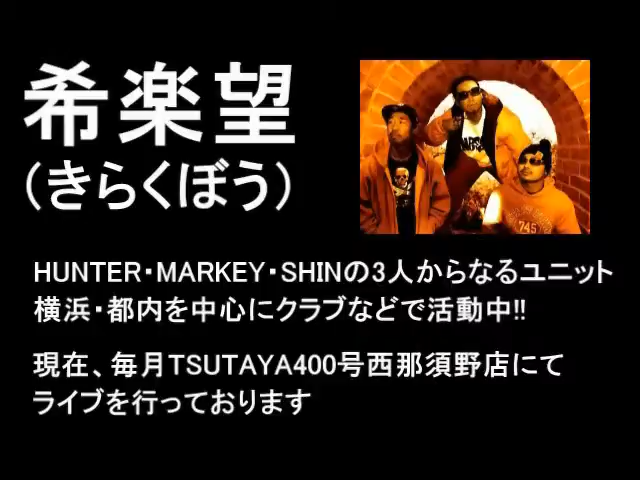 希楽望
（きらくぼう）
HUNTER・MARKEY・SHINの3人からなるユニット
横浜・都内を中心にクラブなどで活動中!!
現在、毎月TSUTAYA400号西那須野店にて
ライブを行っております
745